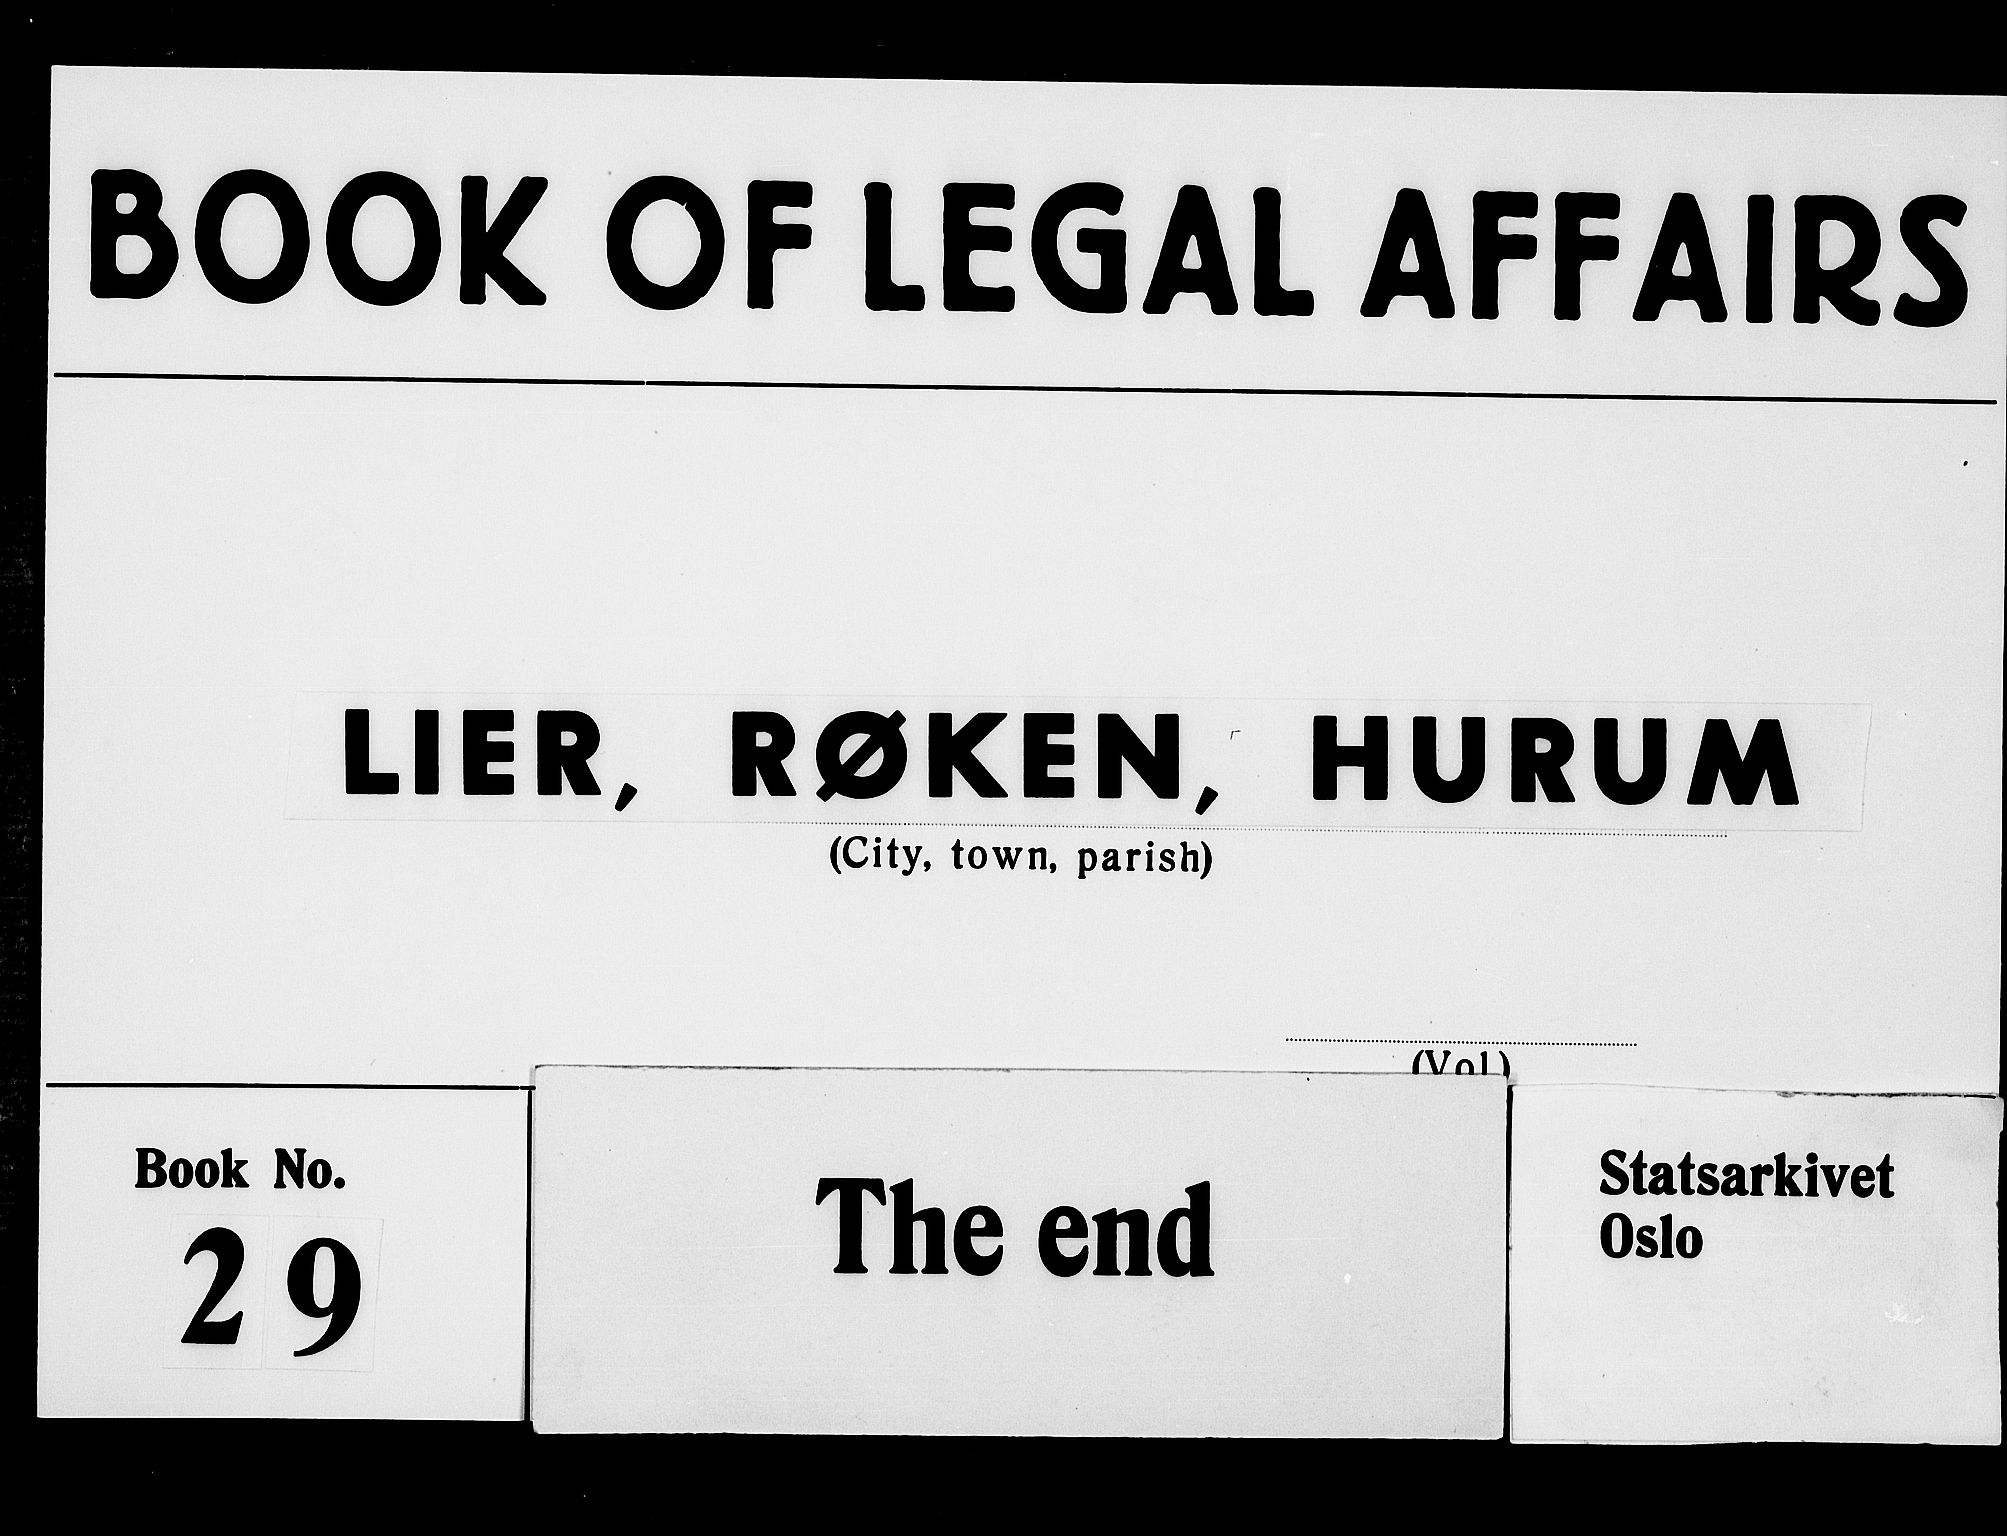 BOOK OF LEGAL AFFAIRS
LIER, RØKEN, HURUM
(City, town, parish)
(Vol.)
Book No.
29
The end
Statsarkivet
Oslo